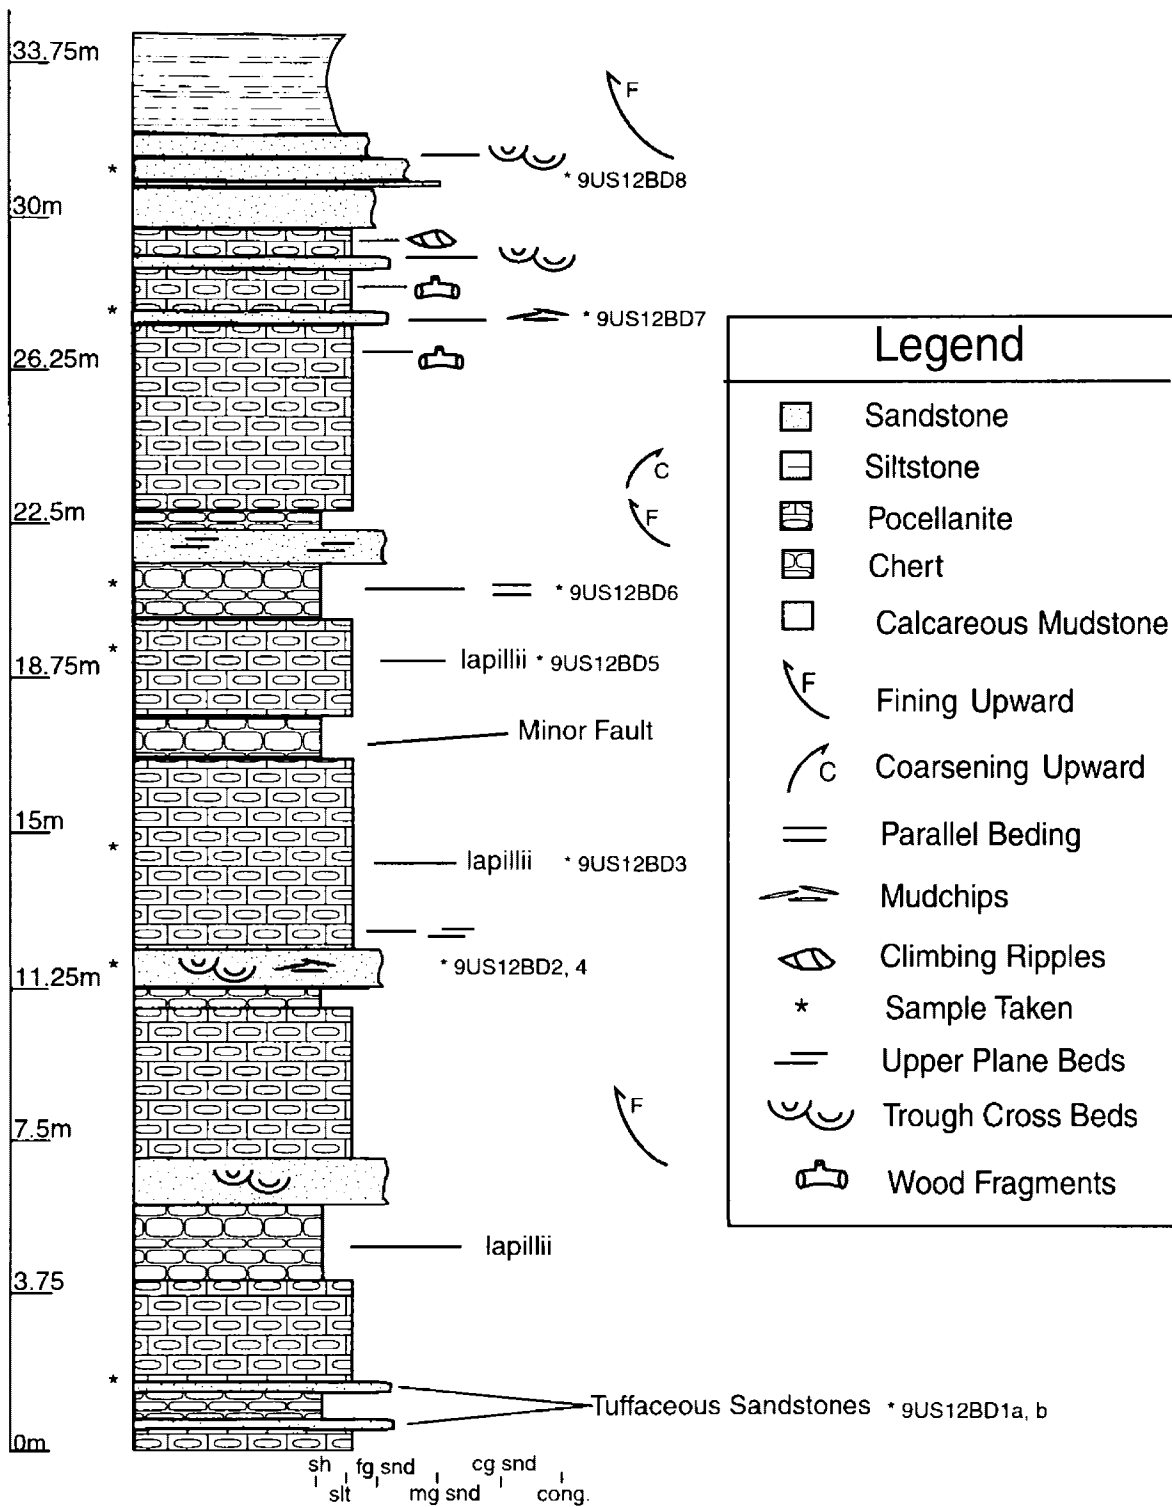 33.75m
F
*
* 9US12BD8
30m
*
* 9US12BD7
26.25m
C
22.5m
F
*
* 9US12BD6
*
18.75m
lapillii * 9US12BD5
Minor Fault
15m
*
lapillii * 9US12BD3
*
* 9US12BD2, 4
11.25m
F
7.5m
lapillii
3.75
*
Tuffaceous Sandstones * 9US12BD1a, b
0m
sh fg snd cg snd
slt mg snd cong.
Legend
Sandstone
Siltstone
Pocellanite
Chert
Calcareous Mudstone
F Fining Upward
C Coarsening Upward
Parallel Beding
Mudchips
Climbing Ripples
* Sample Taken
Upper Plane Beds
Trough Cross Beds
Wood Fragments